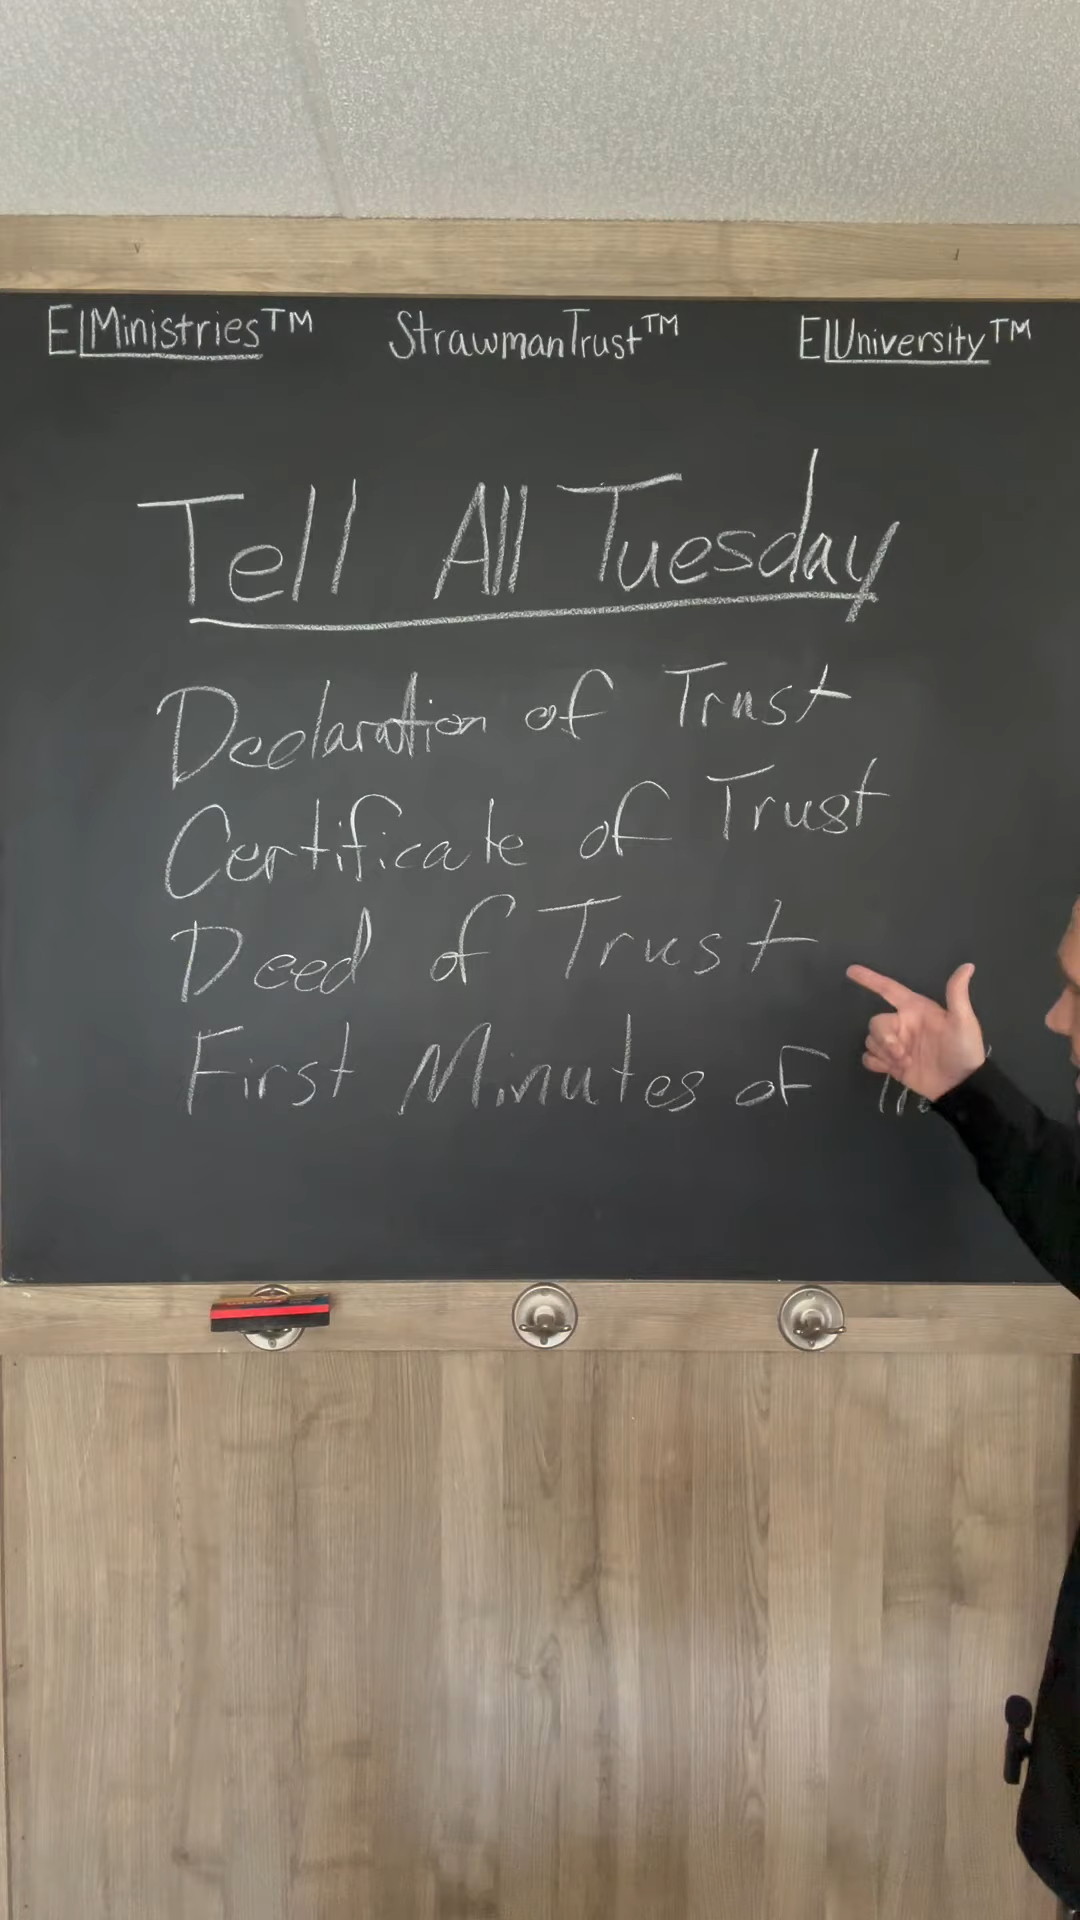 ELMinistries™ StrawmanTrust™ ELUniversity™
Tell All Tuesday
Declaration of Trust
Certificate of Trust
Deed of Trust
First Minutes of